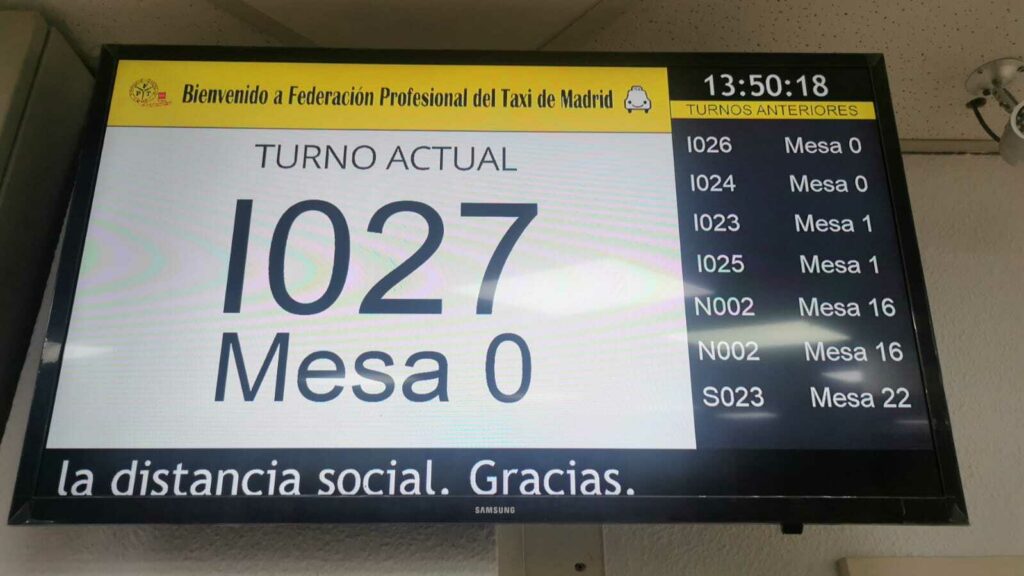 Bienvenido a Federación Profesional del Taxi de Madrid
TURNO ACTUAL
I027
Mesa 0
13:50:18
TURNOS ANTERIORES
I026 Mesa 0
I024 Mesa 0
I023 Mesa 1
I025 Mesa 1
N002 Mesa 16
N002 Mesa 16
S023 Mesa 22
la distancia social. Gracias.
SAMSUNG